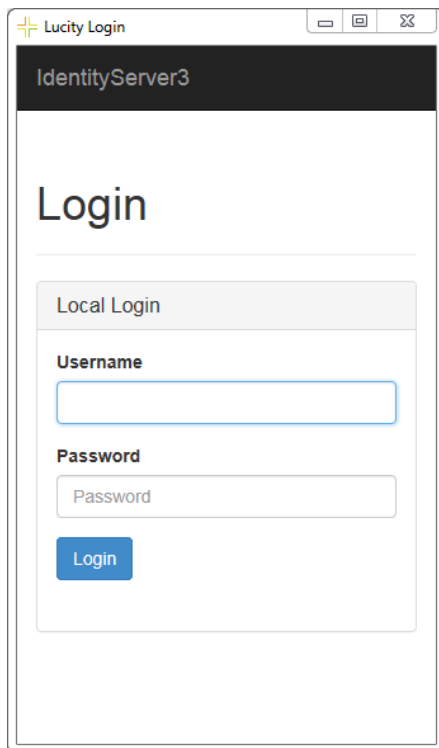 Lucity Login
IdentityServer3
Login
Local Login
Username
Password
Password
Login